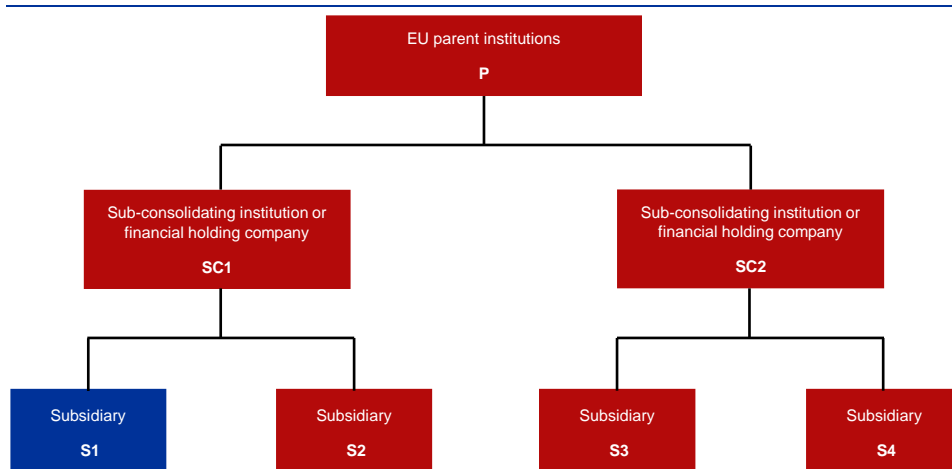 EU parent institutions
P
Sub-consolidating institution or
financial holding company
SC1
Sub-consolidating institution or
financial holding company
SC2
Subsidiary
S1
Subsidiary
S2
Subsidiary
S3
Subsidiary
S4